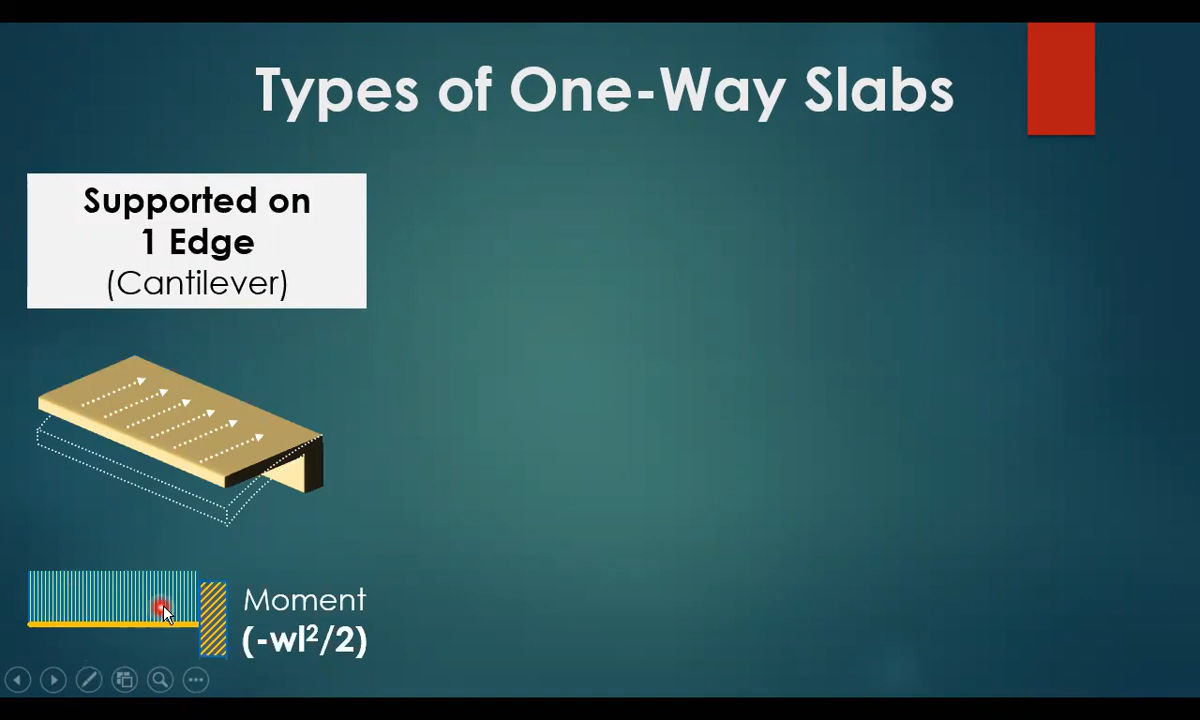 Types of One-Way Slabs
Supported on
1 Edge
(Cantilever)
Moment
(-wl²/2)